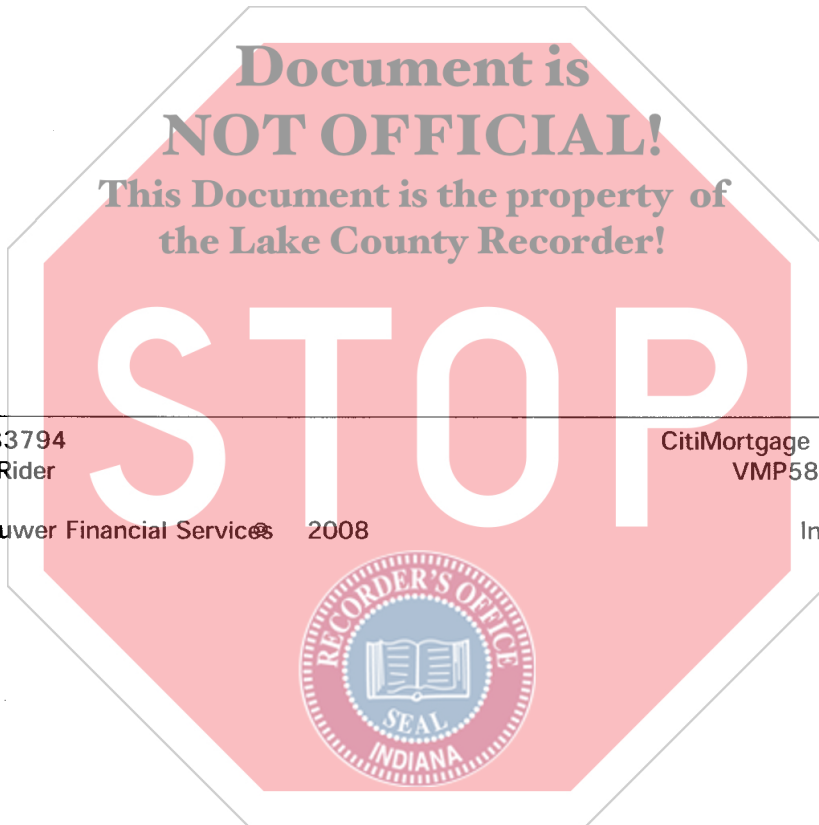 Document is
NOT OFFICIAL!
This Document is the property of
the Lake County Recorder!
STOP
3794 CitiMortgage
Rider VMP58
uwer Financial Services® 2008 In
RECORDER'S OFFICE
SEAL
INDIANA